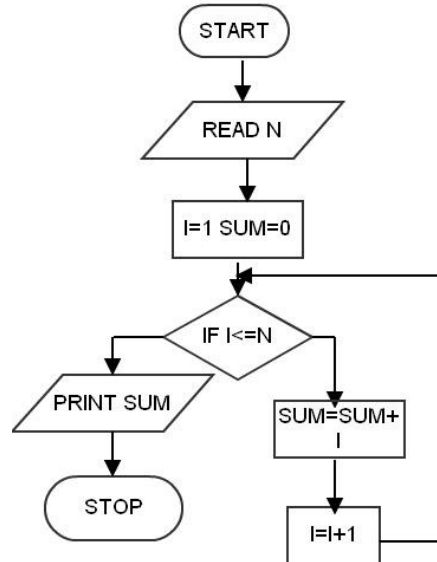 START
READ N
I=1 SUM=0
IF I<=N
PRINT SUM
SUM=SUM+
I
STOP
I=I+1